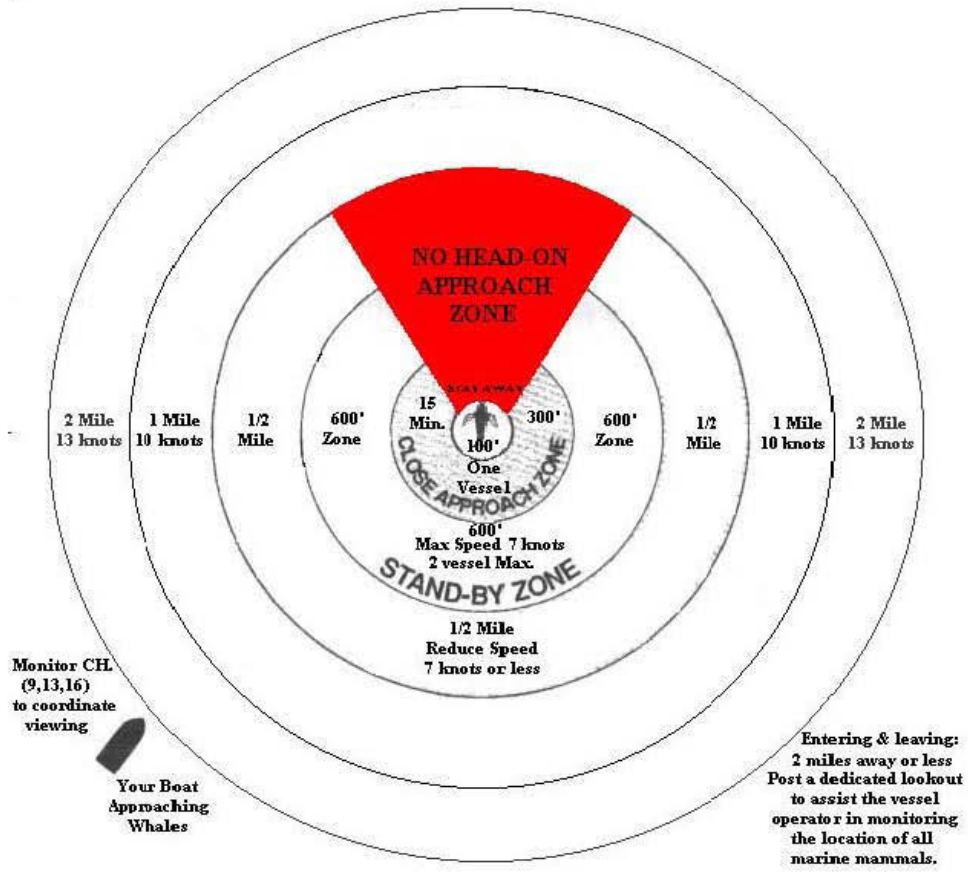 NO HEAD-ON
APPROACH
ZONE
STAY AWAY
2 Mile
13 knots
1 Mile
10 knots
1/2
Mile
600'
Zone
15
Min.
300'
600'
Zone
1/2
Mile
1 Mile
10 knots
2 Mile
13 knots
100'
One
Vessel
CLOSE APPROACH ZONE
600'
Max Speed 7 knots
2 vessel Max.
STAND-BY ZONE
1/2 Mile
Reduce Speed
7 knots or less
Monitor CH.
(9,13,16)
to coordinate
viewing
Your Boat
Approaching
Whales
Entering & leaving:
2 miles away or less
Post a dedicated lookout
to assist the vessel
operator in monitoring
the location of all
marine mammals.